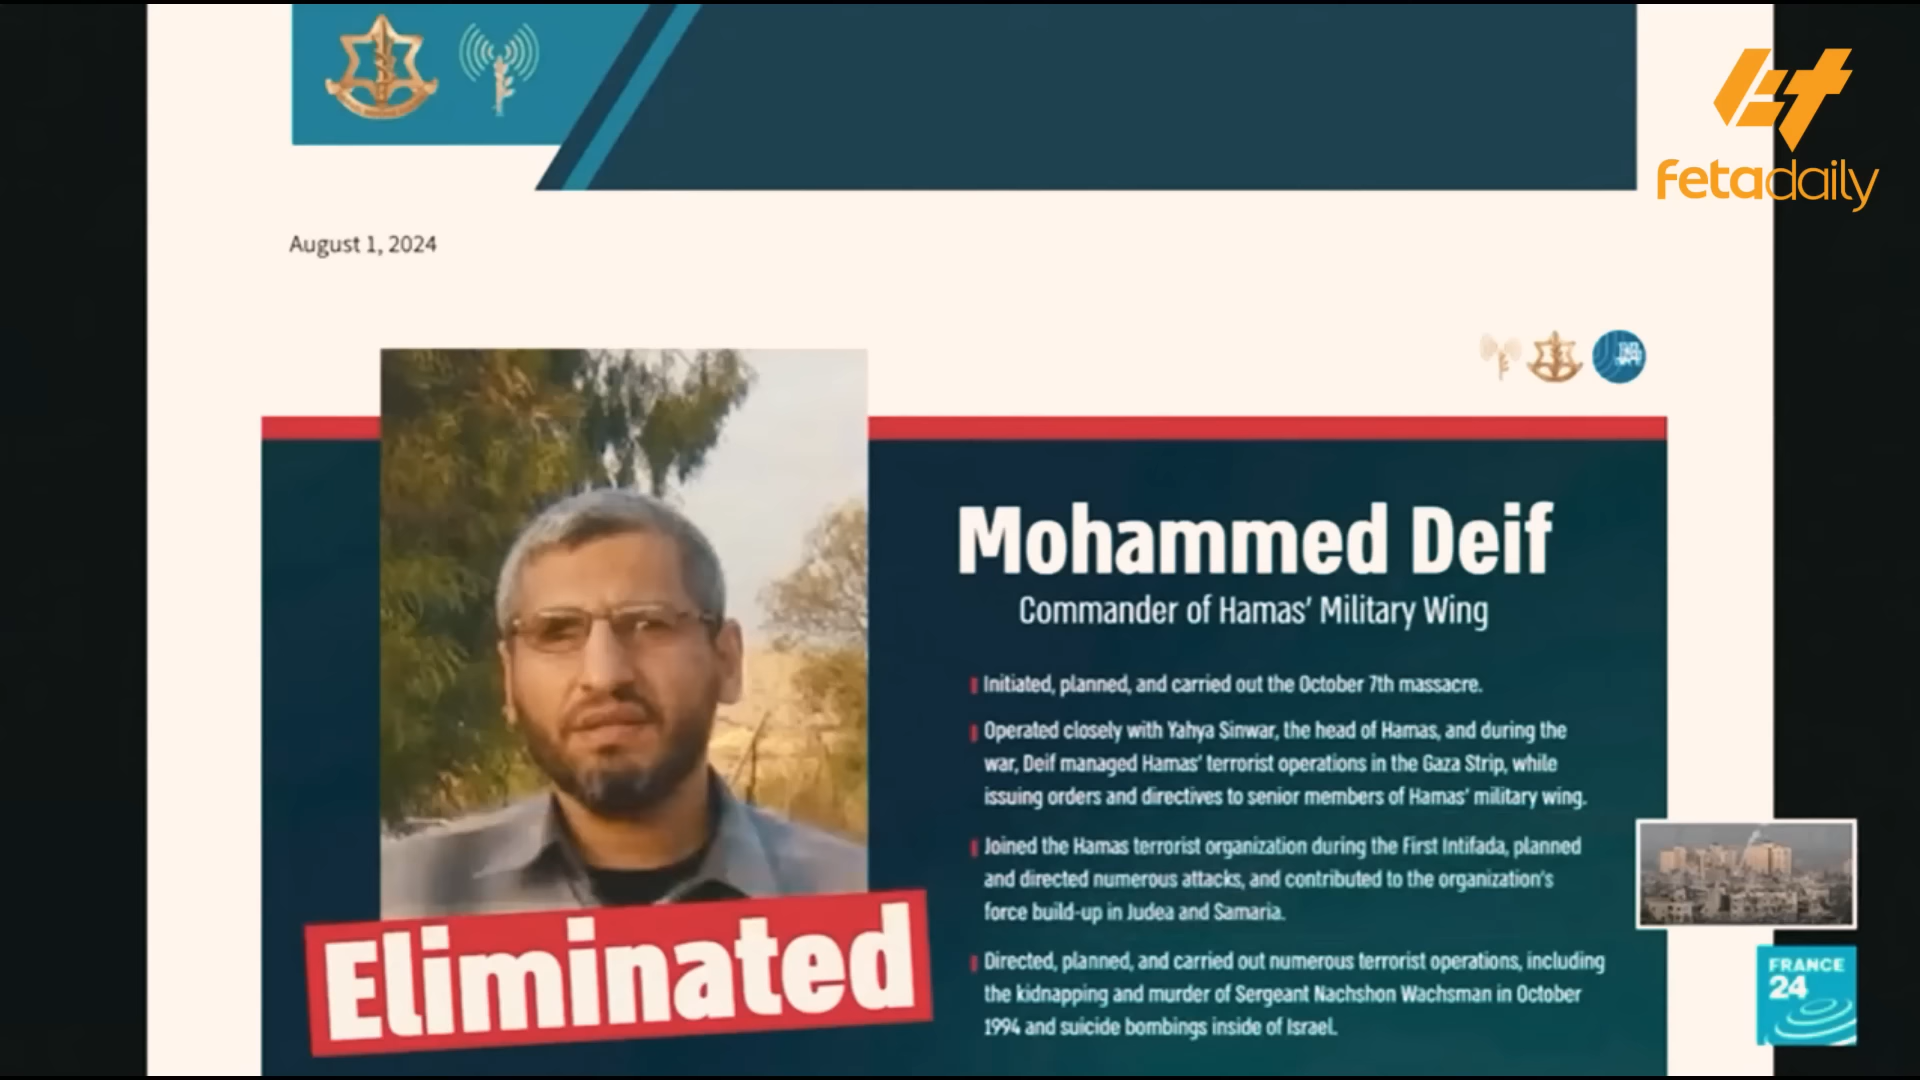 fetadaily
August 1, 2024
Mohammed Deif
Commander of Hamas' Military Wing
Initiated, planned, and carried out the October 7th massacre.
Operated closely with Yahya Sinwar, the head of Hamas, and during the
war, Deif managed Hamas' terrorist operations in the Gaza Strip, while
issuing orders and directives to senior members of Hamas' military wing.
Joined the Hamas terrorist organization during the First Intifada, planned
and directed numerous attacks, and contributed to the organization's
force build-up in Judea and Samaria.
Directed, planned, and carried out numerous terrorist operations, including
the kidnapping and murder of Sergeant Nachshon Wachsman in October
1994 and suicide bombings inside of Israel.
Eliminated
FRANCE
24